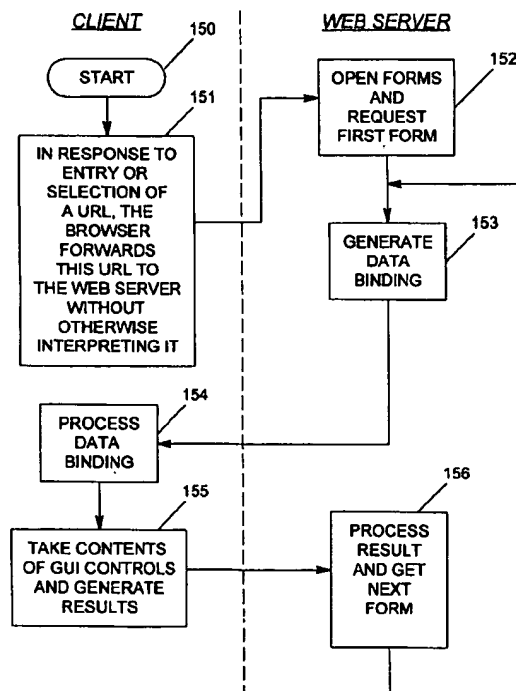 CLIENT
WEB SERVER
150
START
151
IN RESPONSE TO
ENTRY OR
SELECTION OF
A URL, THE
BROWSER
FORWARDS
THIS URL TO
THE WEB SERVER
WITHOUT
OTHERWISE
INTERPRETING IT
152
OPEN FORMS
AND
REQUEST
FIRST FORM
153
GENERATE
DATA
BINDING
154
PROCESS
DATA
BINDING
155
TAKE CONTENTS
OF GUI CONTROLS
AND GENERATE
RESULTS
156
PROCESS
RESULT
AND GET
NEXT
FORM